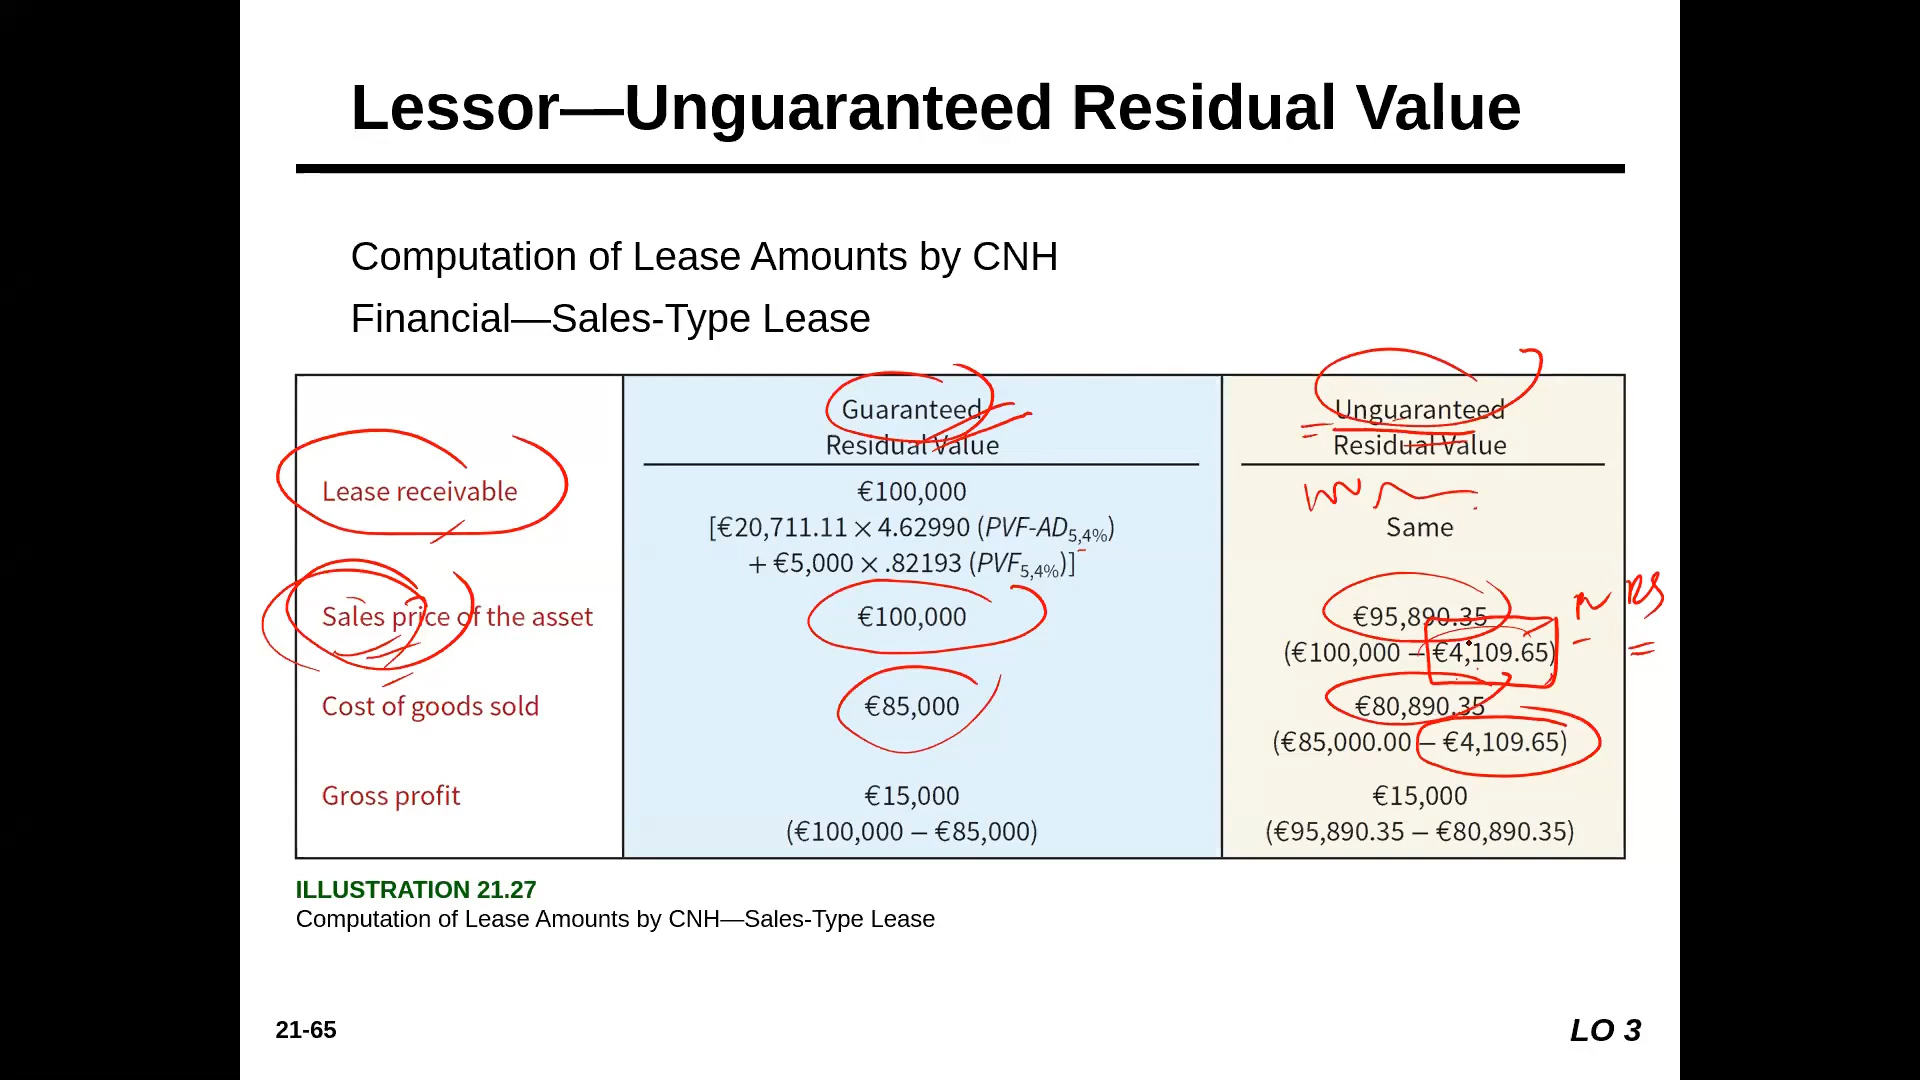 Lessor—Unguaranteed Residual Value
Computation of Lease Amounts by CNH
Financial—Sales-Type Lease
Guaranteed
Residual Value
Unguaranteed
Residual Value
Lease receivable
€100,000
[€20,711.11 × 4.62990 (PVF-AD5,4%)
+ €5,000 × .82193 (PVF5,4%)]
Same
Sales price of the asset
€100,000
€95,890.35
(€100,000 – €4,109.65)
Cost of goods sold
€85,000
€80,890.35
(€85,000.00 – €4,109.65)
Gross profit
€15,000
(€100,000 – €85,000)
€15,000
(€95,890.35 – €80,890.35)
ILLUSTRATION 21.27
Computation of Lease Amounts by CNH—Sales-Type Lease
21-65
LO 3